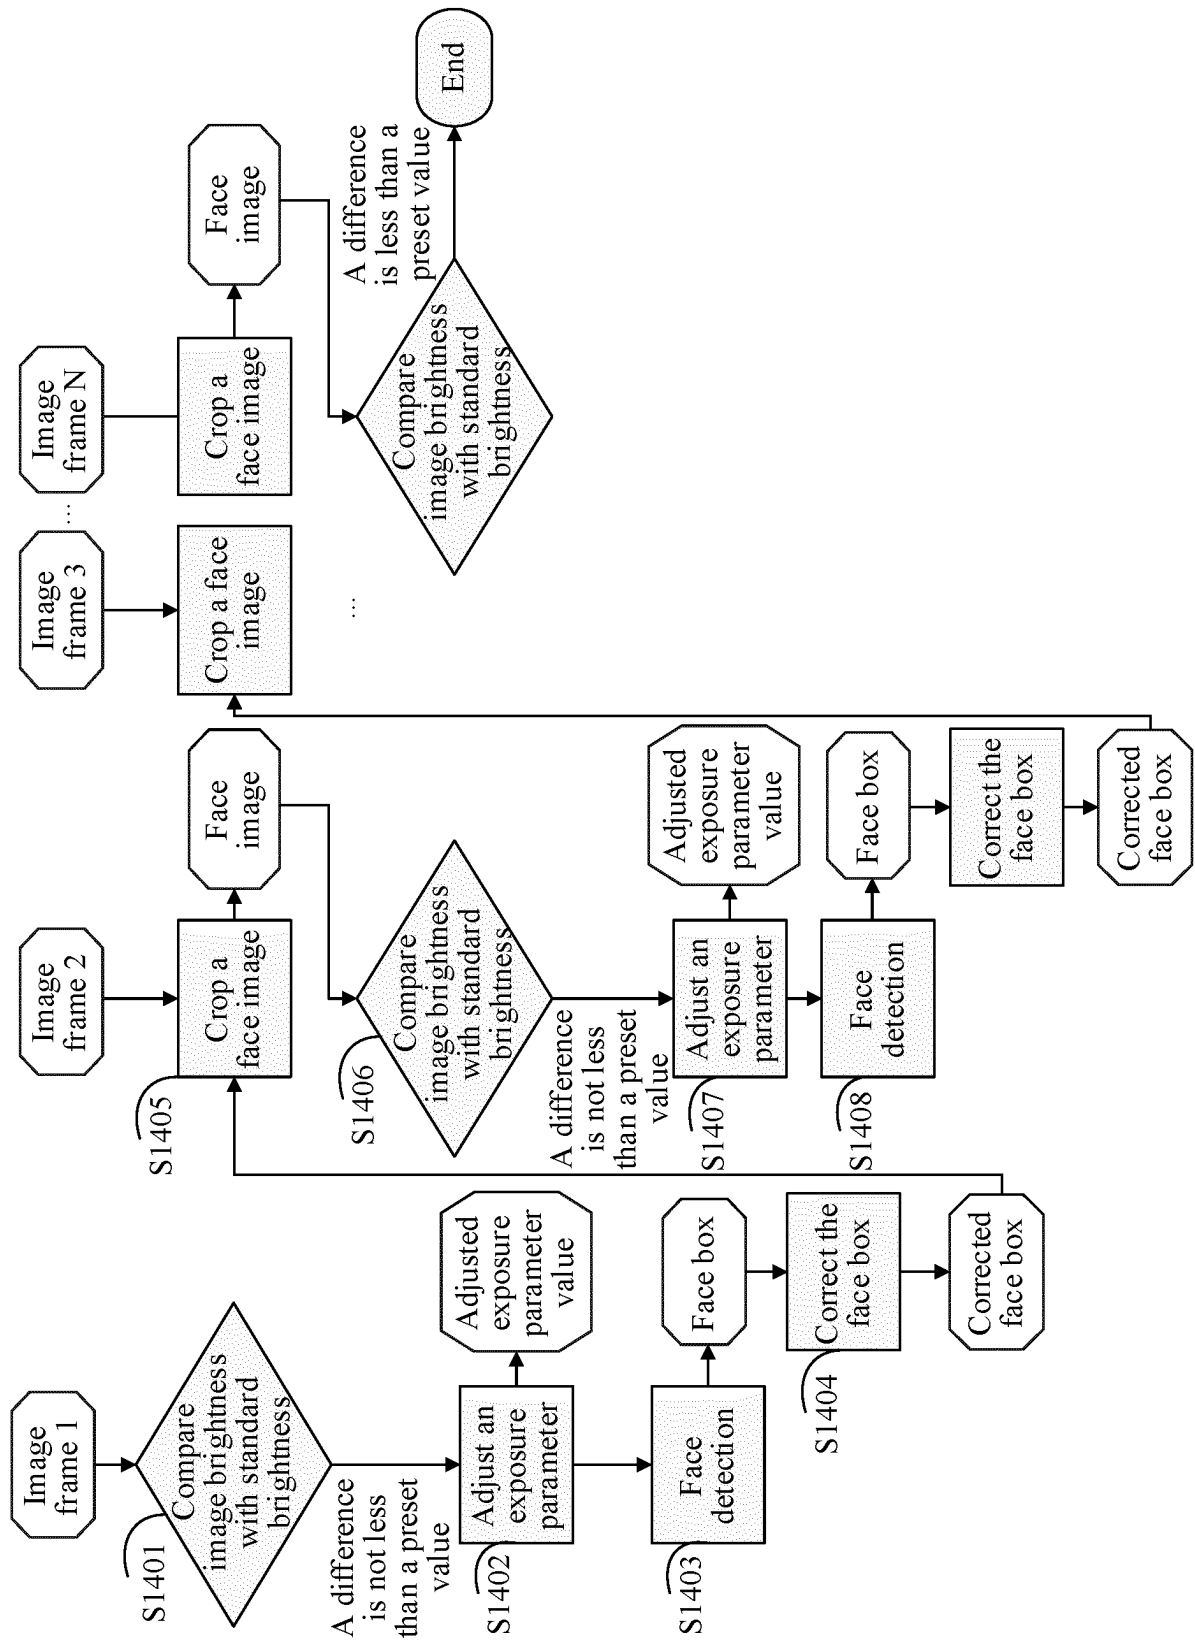 Image
frame 1
S1401
Compare
image brightness
with standard
brightness
A difference
is not less
than a preset
value
S1402
Adjust an
exposure
parameter
Adjusted
exposure
parameter
value
S1403
Face
detection
Face box
S1404
Correct the
face box
Corrected
face box
Image
frame 2
S1405
Crop a
face image
Face
image
S1406
Compare
image brightness
with standard
brightness
A difference
is not less
than a preset
value
S1407
Adjust an
exposure
parameter
Adjusted
exposure
parameter
value
S1408
Face
detection
Face box
Correct the
face box
Corrected
face box
Image
frame 3
Crop a face
image
...
...
Image
frame N
Crop a
face image
Face
image
Compare
image brightness
with standard
brightness
A difference
is less than a
preset value
End